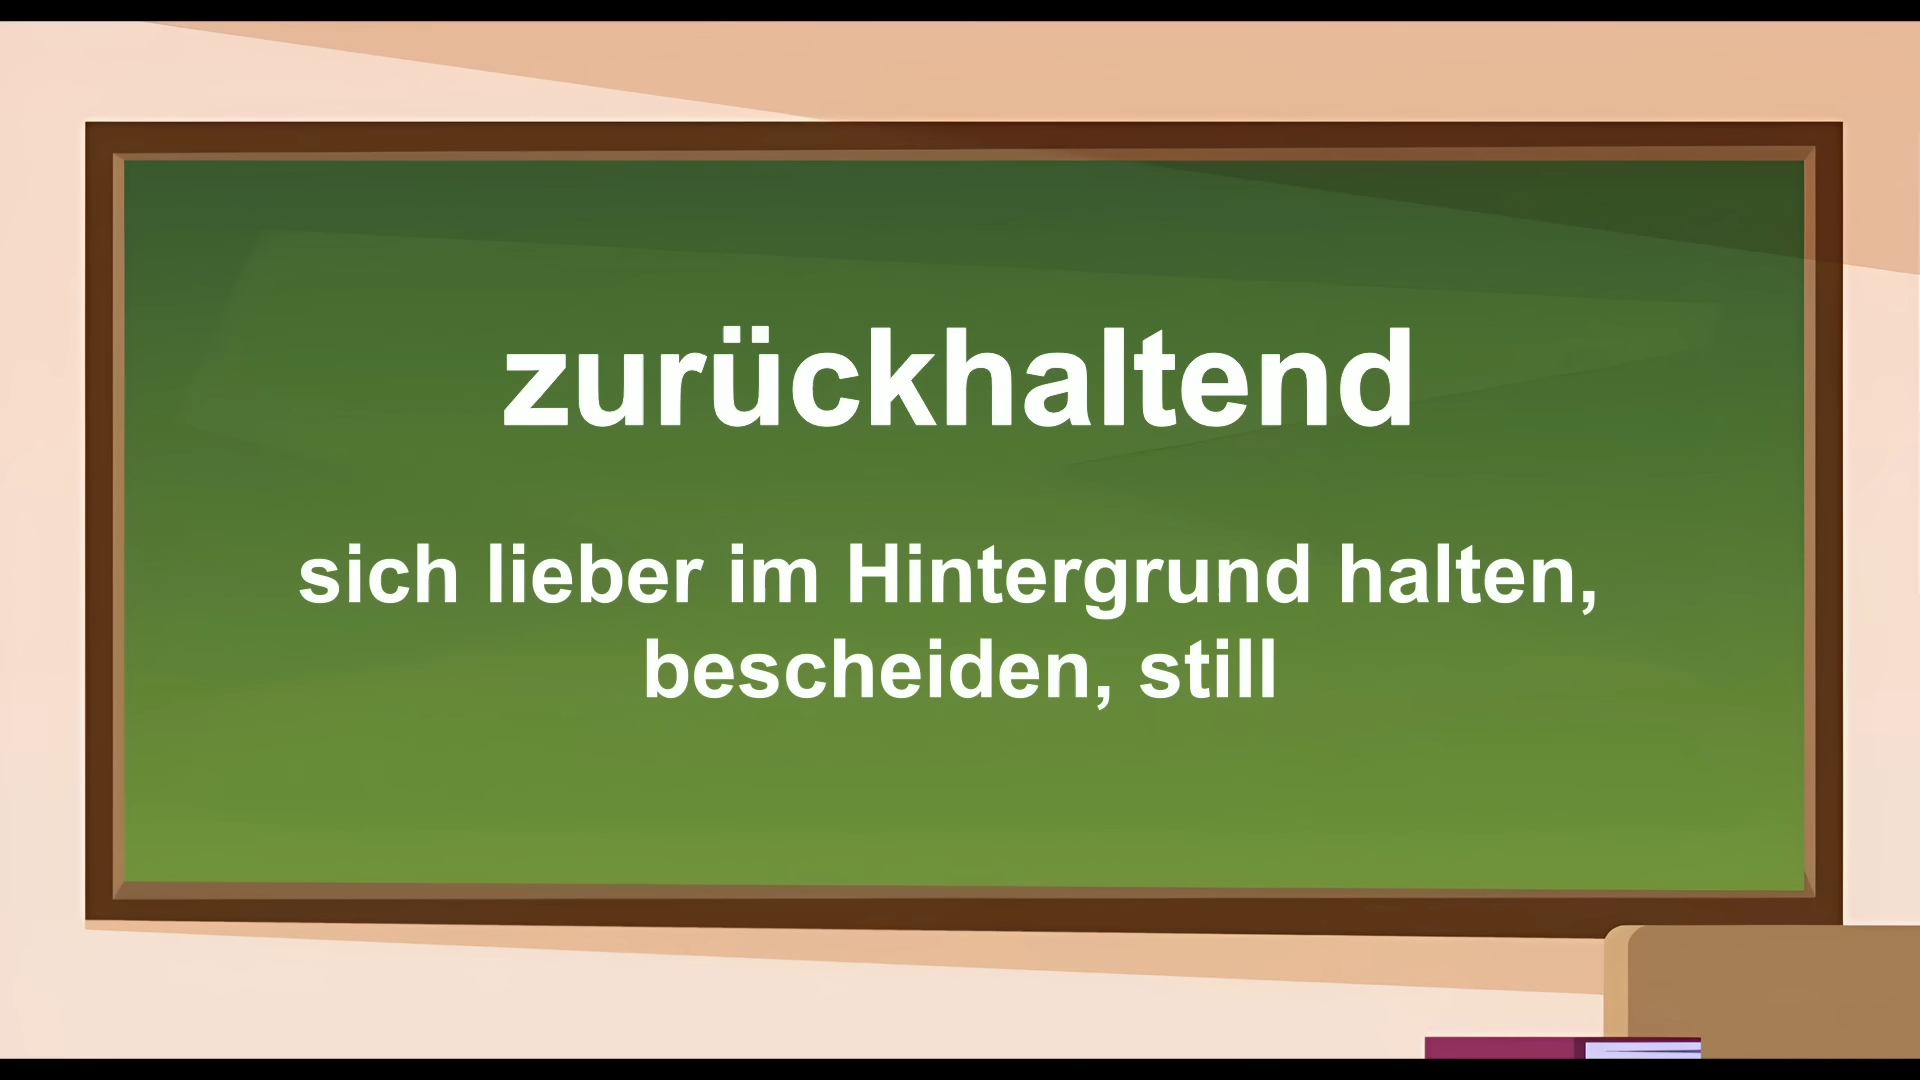 zurückhaltend
sich lieber im Hintergrund halten,
bescheiden, still